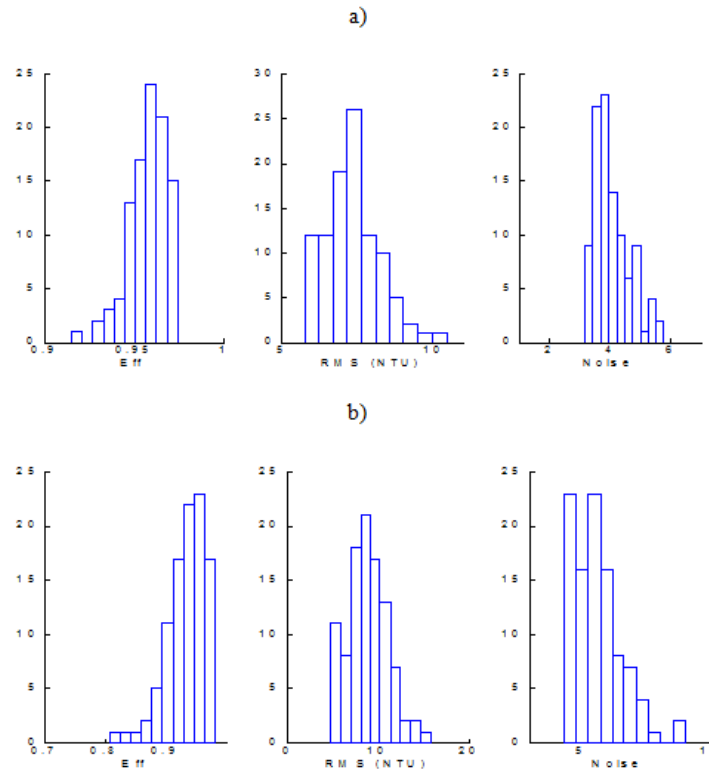 a)
25 30 25
20 25 20
15 20 15
10 15 10
5 10 5
0 5 0
0
0.9 0.95 1 5 10 2 4 6
Eff RMS (NTU) Noise
b)
25 25 25
20 20 20
15 15 15
10 10 10
5 5 5
0 0 0
0.7 0.8 0.9 0 10 20 5 1
Eff RMS (NTU) Noise